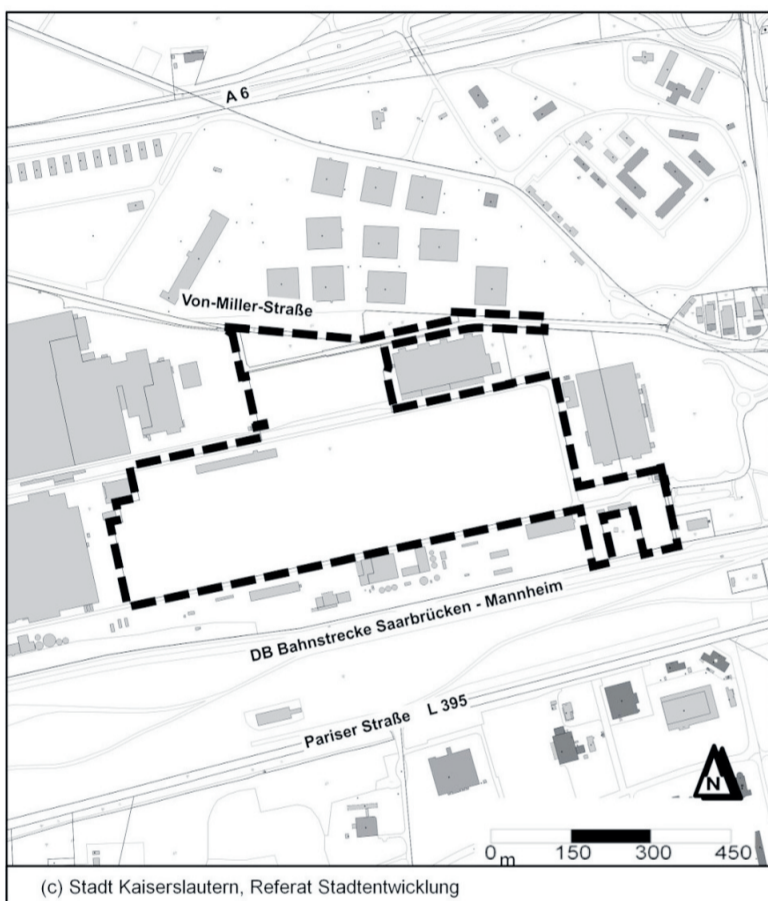 A 6
Von-Miller-Straße
DB Bahnstrecke Saarbrücken - Mannheim
Pariser Straße L 395
N
0 m 150 300 450
(c) Stadt Kaiserslautern, Referat Stadtentwicklung